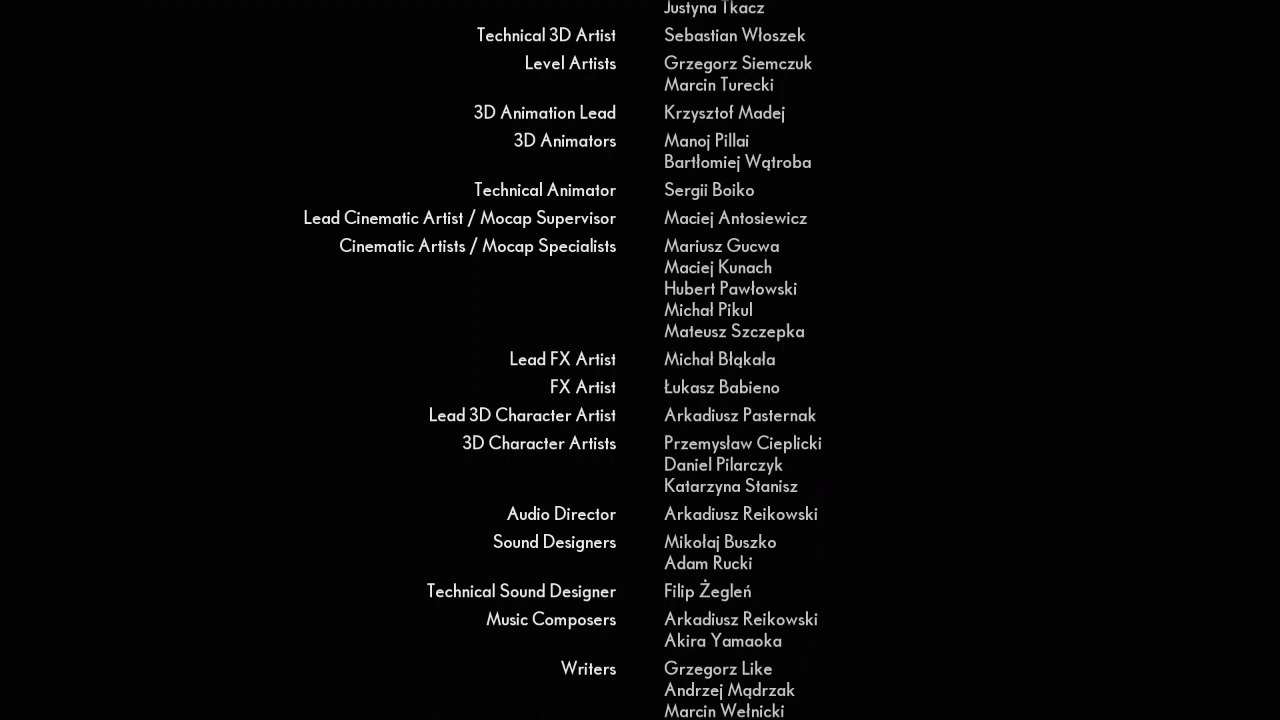 Justyna Tkacz
Technical 3D Artist Sebastian Włoszek
Level Artists Grzegorz Siemczuk
Marcin Turecki
3D Animation Lead Krzysztof Madej
3D Animators Manoj Pillai
Bartłomiej Wątroba
Technical Animator Sergii Boiko
Lead Cinematic Artist / Mocap Supervisor Maciej Antosiewicz
Cinematic Artists / Mocap Specialists Mariusz Gucwa
Maciej Kunach
Hubert Pawłowski
Michał Pikul
Mateusz Szczepka
Lead FX Artist Michał Błąkała
FX Artist Łukasz Babieno
Lead 3D Character Artist Arkadiusz Pasternak
3D Character Artists Przemysław Cieplicki
Daniel Pilarczyk
Katarzyna Stanisz
Audio Director Arkadiusz Reikowski
Sound Designers Mikołaj Buszko
Adam Rucki
Technical Sound Designer Filip Żegleń
Music Composers Arkadiusz Reikowski
Akira Yamaoka
Writers Grzegorz Like
Andrzej Mądrzak
Marcin Wełnicki